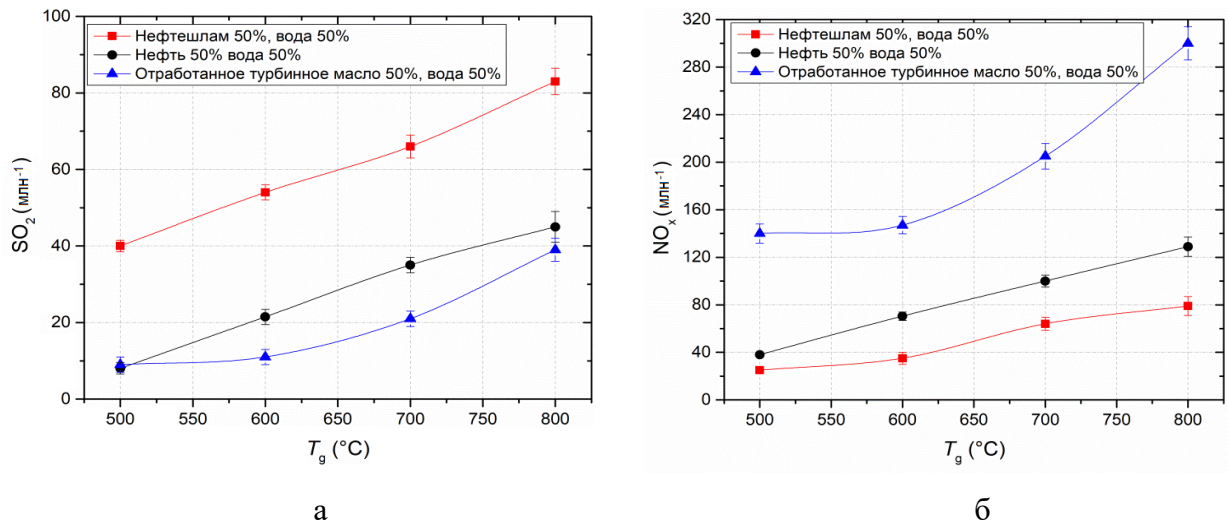 Нефтешлам 50%, вода 50%
Нефть 50% вода 50%
Отработанное турбинное масло 50%, вода 50%
SO₂ (млн⁻¹)
100
80
60
40
20
0
500 550 600 650 700 750 800
Tg (°C)
а
Нефтешлам 50%, вода 50%
Нефть 50% вода 50%
Отработанное турбинное масло 50%, вода 50%
NOₓ (млн⁻¹)
320
280
240
200
160
120
80
40
0
500 550 600 650 700 750 800
Tg (°C)
б